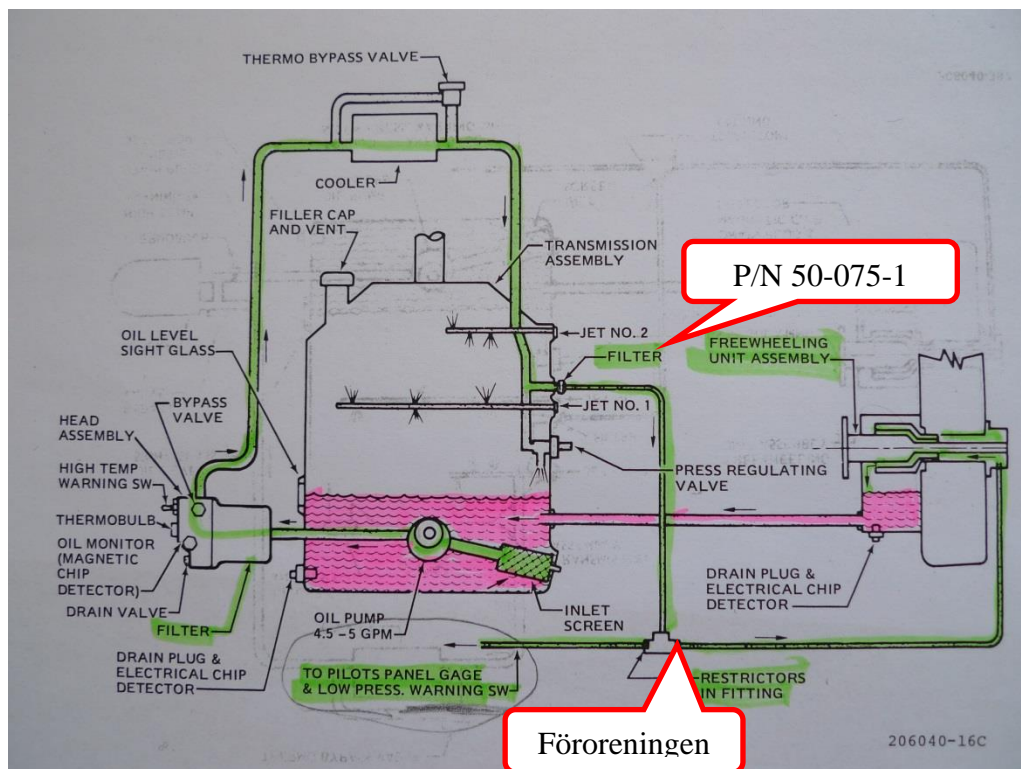 THERMO BYPASS VALVE
COOLER
FILLER CAP
AND VENT
TRANSMISSION
ASSEMBLY
P/N 50-075-1
OIL LEVEL
SIGHT GLASS
JET NO. 2
FILTER
FREEWHEELING
UNIT ASSEMBLY
BYPASS
VALVE
JET NO. 1
HEAD
ASSEMBLY
HIGH TEMP
WARNING SW
PRESS REGULATING
VALVE
THERMOBULB
OIL MONITOR
(MAGNETIC CHIP
DETECTOR)
DRAIN VALVE
FILTER
OIL PUMP
4.5 -5 GPM
INLET
SCREEN
DRAIN PLUG &
ELECTRICAL CHIP
DETECTOR
DRAIN PLUG &
ELECTRICAL CHIP
DETECTOR
TO PILOTS PANEL GAGE
& LOW PRESS. WARNING SW
RESTRICTORS
IN FITTING
Föroreningen
206040-16C